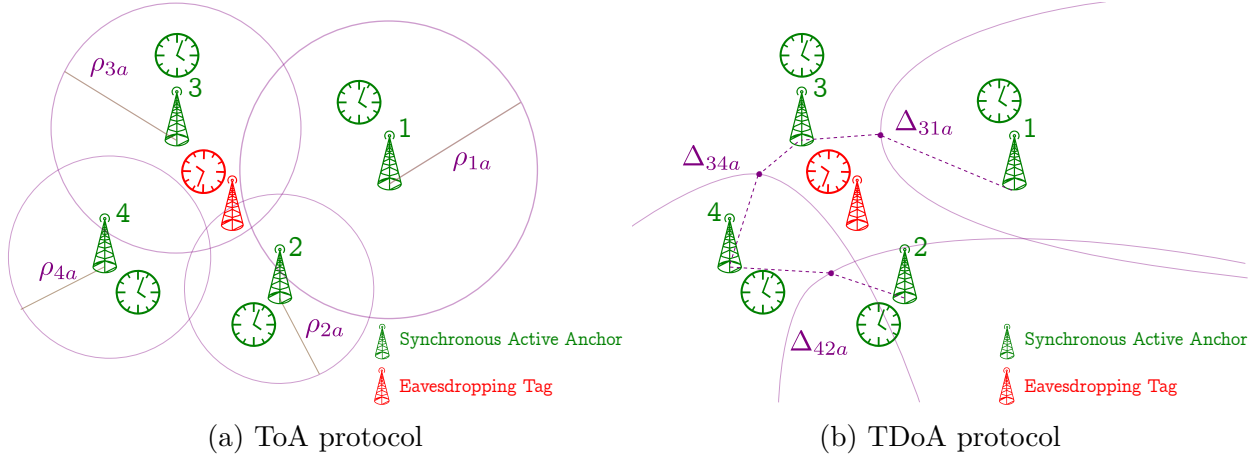 ρ3a
3
1
ρ1a
4
2
ρ4a
ρ2a
Synchronous Active Anchor
Eavesdropping Tag
(a) ToA protocol
3
Δ31a
1
Δ34a
4
2
Δ42a
Synchronous Active Anchor
Eavesdropping Tag
(b) TDoA protocol